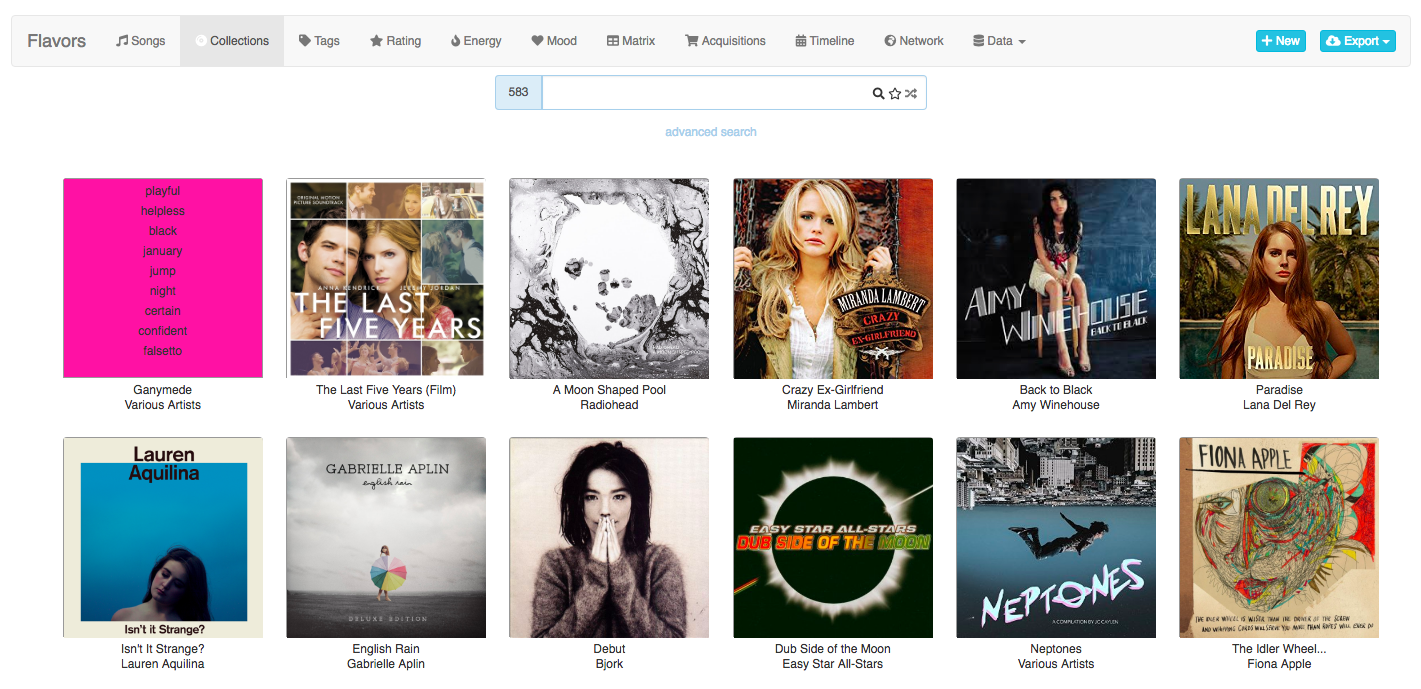 Flavors Songs Collections Tags Rating Energy Mood Matrix Acquisitions Timeline Network Data New Export
583
advanced search
playful
helpless
black
january
jump
night
certain
confident
falsetto
Ganymede
Various Artists
ORIGINAL MOTION
PICTURE SOUNDTRACK
ANNA KENDRICK JEREMY JORDAN
THE LAST
FIVE YEARS
The Last Five Years (Film)
Various Artists
A Moon Shaped Pool
Radiohead
MIRANDA LAMBERT
CRAZY
EX-GIRLFRIEND
Crazy Ex-Girlfriend
Miranda Lambert
AMY
WINEHOUSE
BACK TO BLACK
Back to Black
Amy Winehouse
LANA DEL REY
PARADISE
Paradise
Lana Del Rey
Lauren
Aquilina
Isn't it Strange?
Isn't It Strange?
Lauren Aquilina
GABRIELLE APLIN
english rain
DELUXE EDITION
English Rain
Gabrielle Aplin
Debut
Bjork
EASY STAR ALL-STARS
DUB SIDE OF THE MOON
Dub Side of the Moon
Easy Star All-Stars
NEPTONES
A COMPILATION BY JC CAYLEN
Neptones
Various Artists
FIONA APPLE
THE IDLER WHEEL IS WISER THAN THE DRIVER OF THE SCREW
AND WHIPPING CORDS WILL SERVE YOU MORE THAN ROPES WILL EVER DO
The Idler Wheel...
Fiona Apple